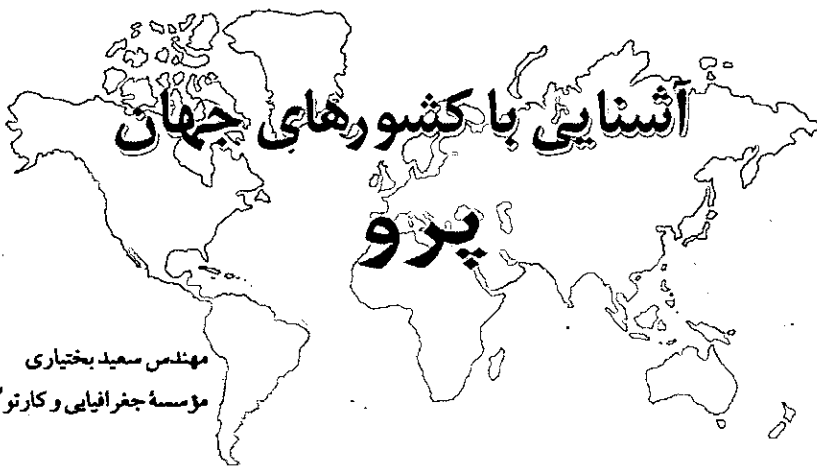 آشنایی با کشورهای جهان
پرو
مهندس سعید بختیاری
مؤسسهٔ جغرافیایی و